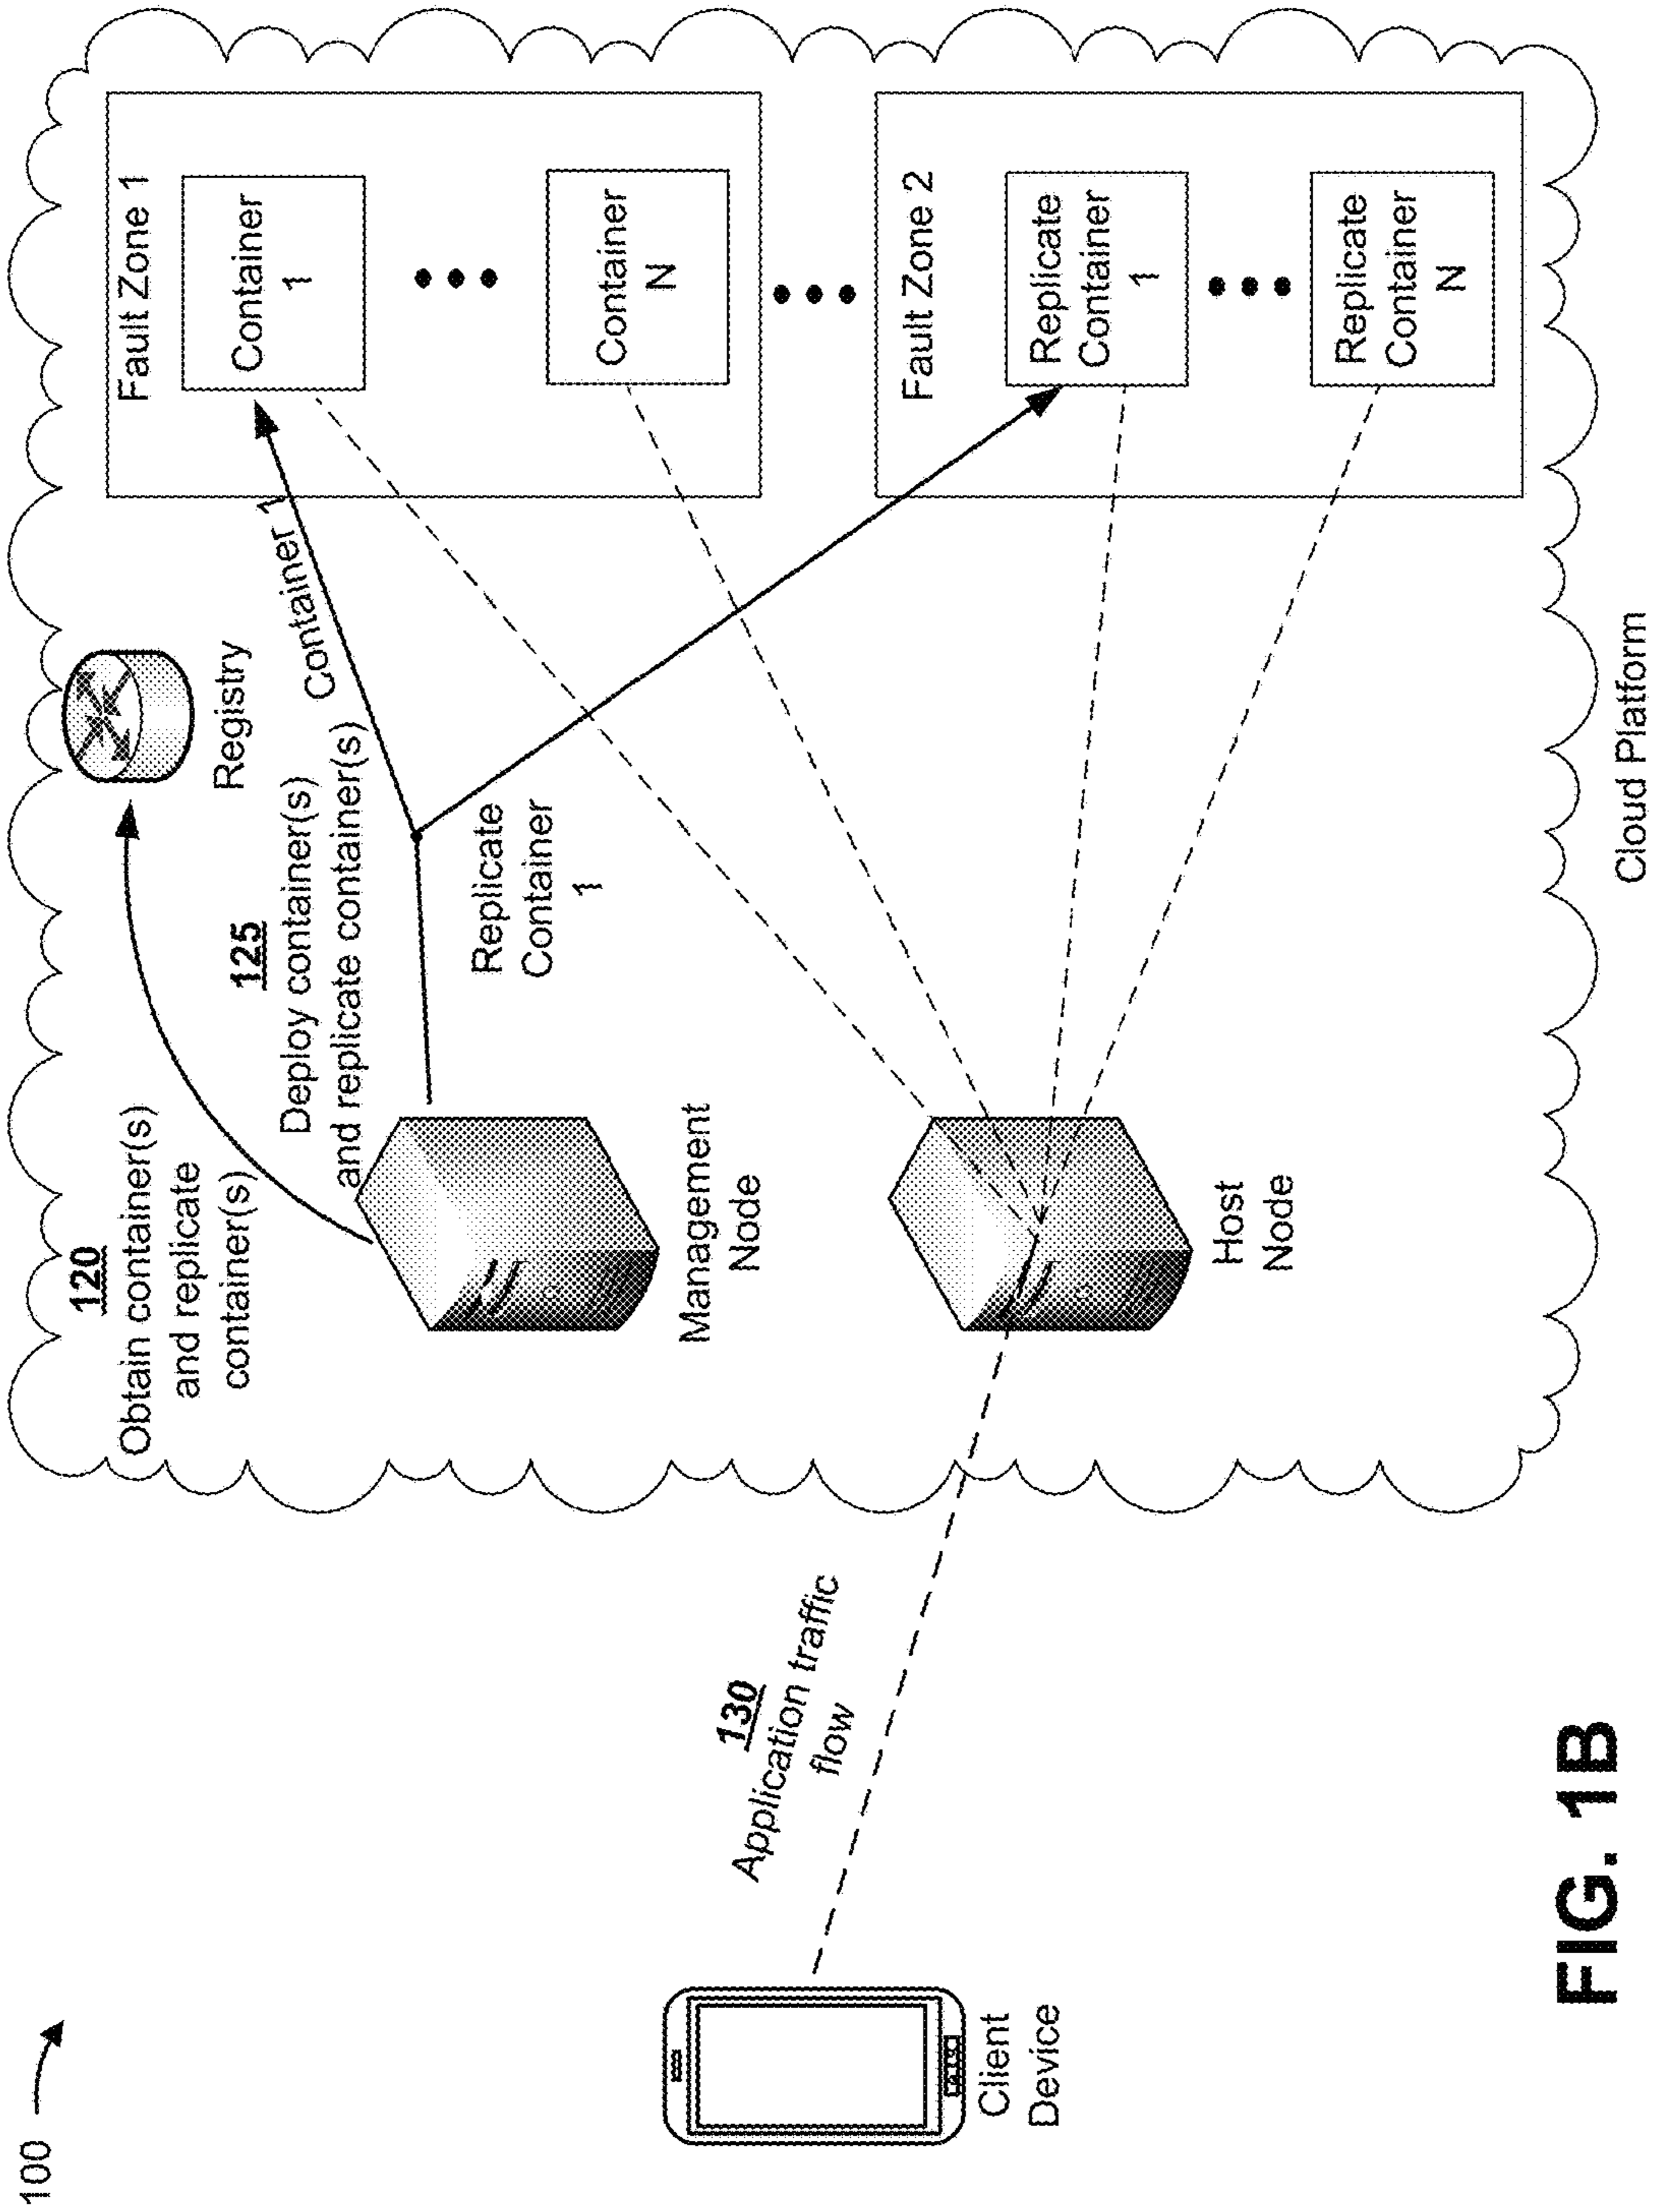 100
120
Obtain container(s)
and replicate
container(s)
Registry
125
Deploy container(s)
and replicate container(s)
Container 1
Replicate
Container
1
Fault Zone 1
Container
1
Container
N
Fault Zone 2
Replicate
Container
1
Replicate
Container
N
Management
Node
Host
Node
130
Application traffic
flow
Client
Device
Cloud Platform
FIG. 1B